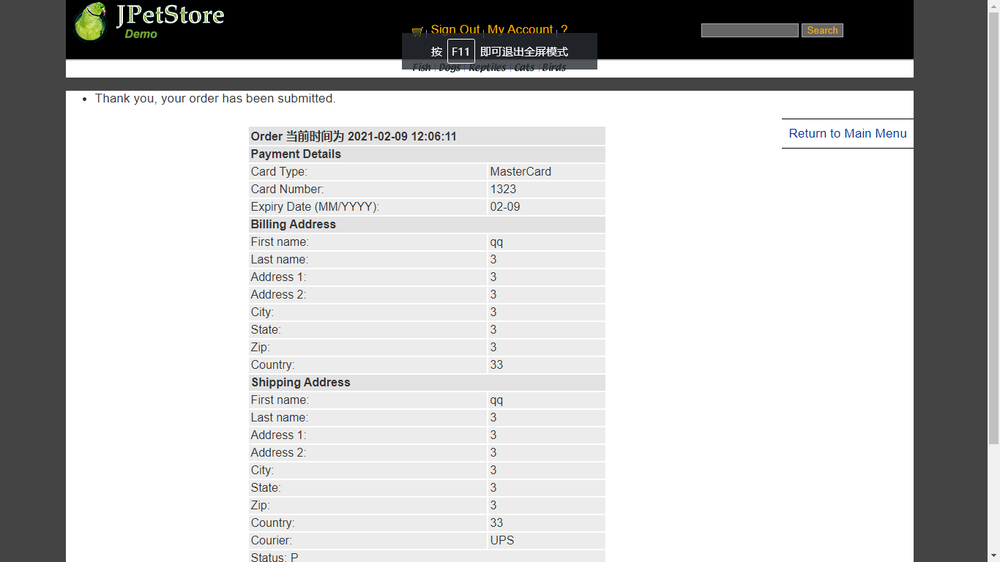 JPetStore
Demo
Sign Out My Account ?
Search
按 F11 即可退出全屏模式
Fish Dogs Reptiles Cats Birds
Thank you, your order has been submitted.
Return to Main Menu
Order 当前时间为 2021-02-09 12:06:11
Payment Details
Card Type: MasterCard
Card Number: 1323
Expiry Date (MM/YYYY): 02-09
Billing Address
First name: qq
Last name: 3
Address 1: 3
Address 2: 3
City: 3
State: 3
Zip: 3
Country: 33
Shipping Address
First name: qq
Last name: 3
Address 1: 3
Address 2: 3
City: 3
State: 3
Zip: 3
Country: 33
Courier: UPS
Status: P